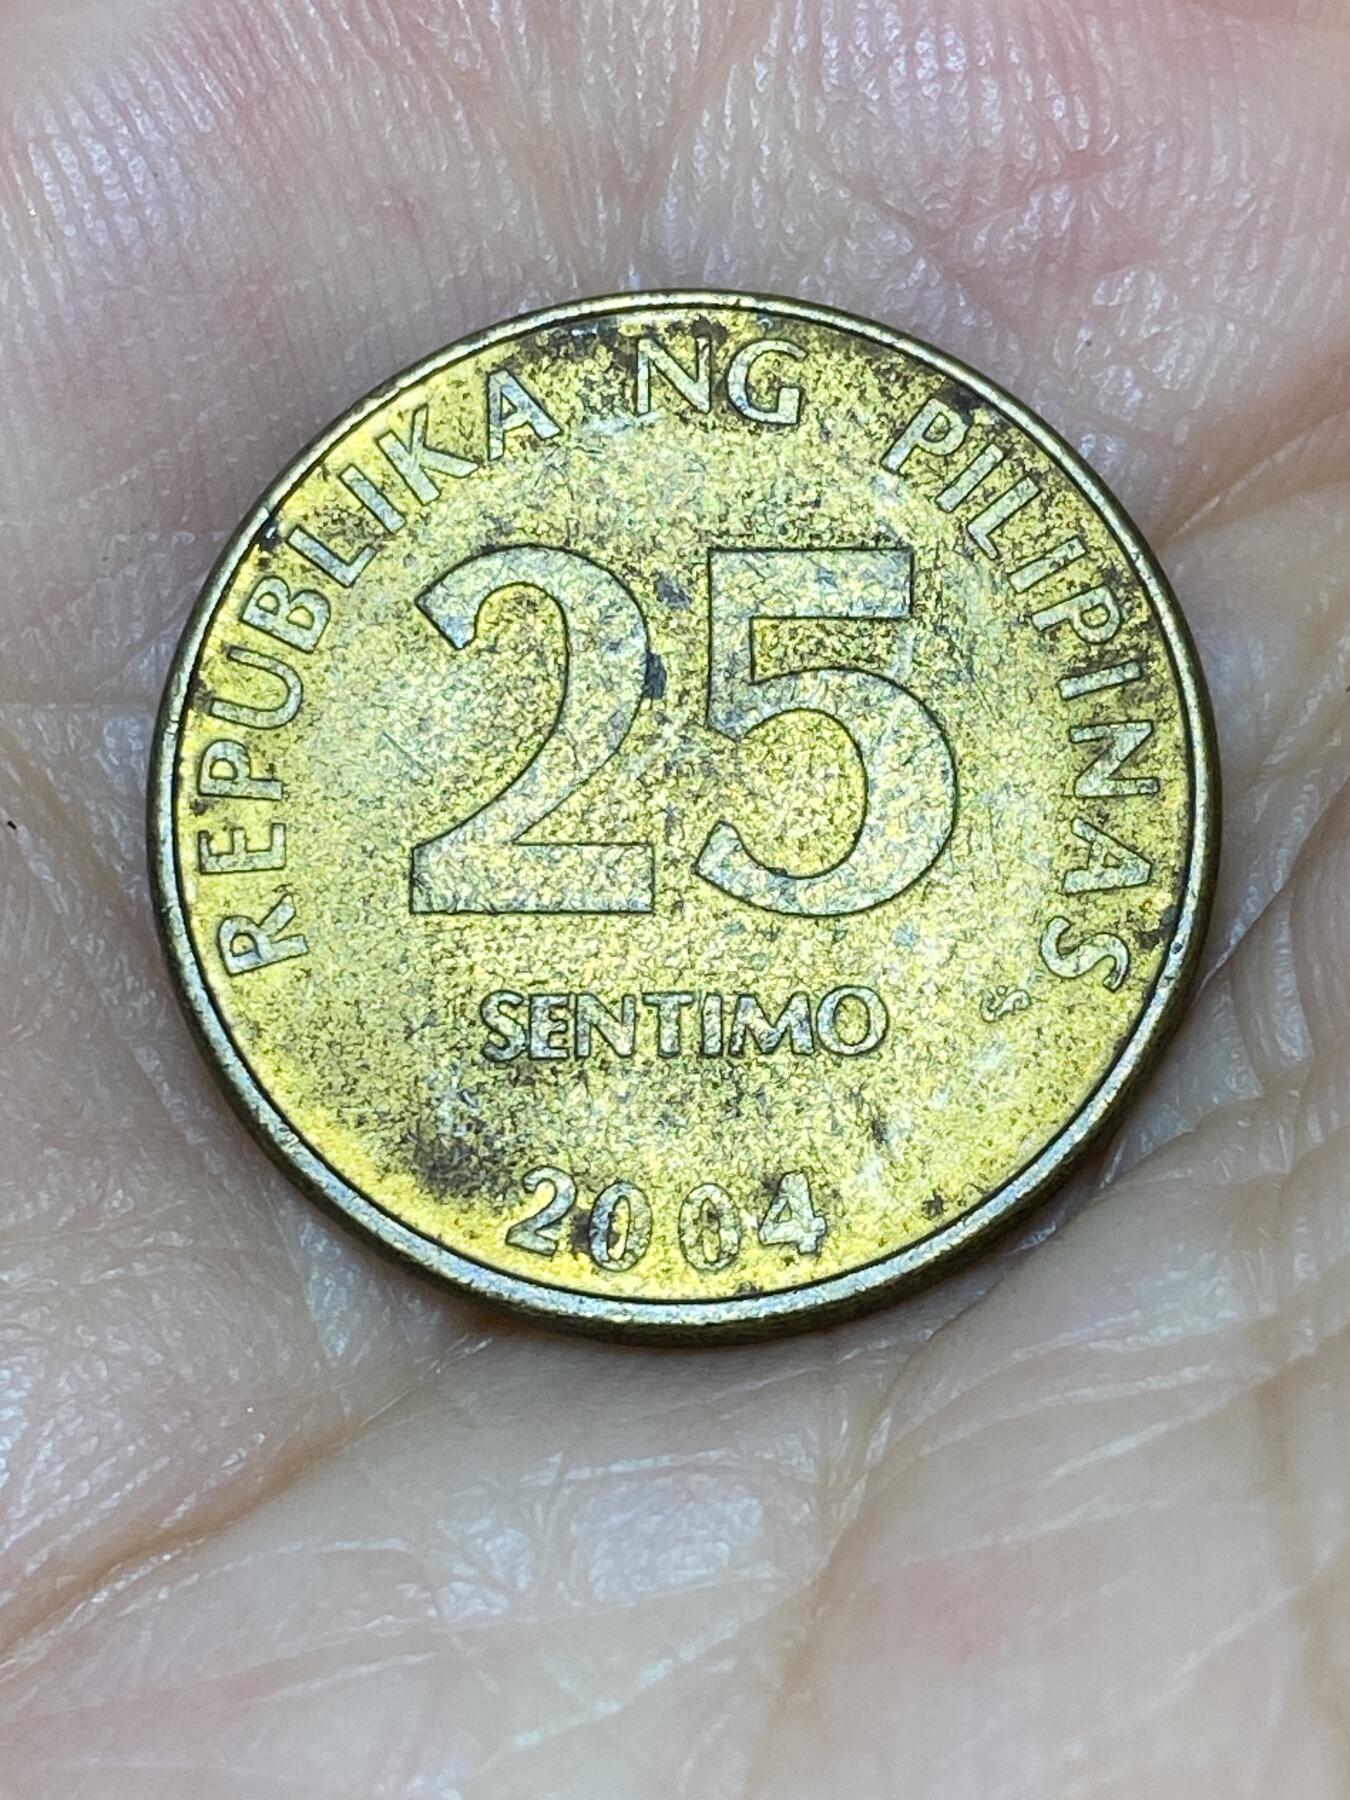 REPUBLIKA NG PILIPINAS
25
SENTIMO
2004